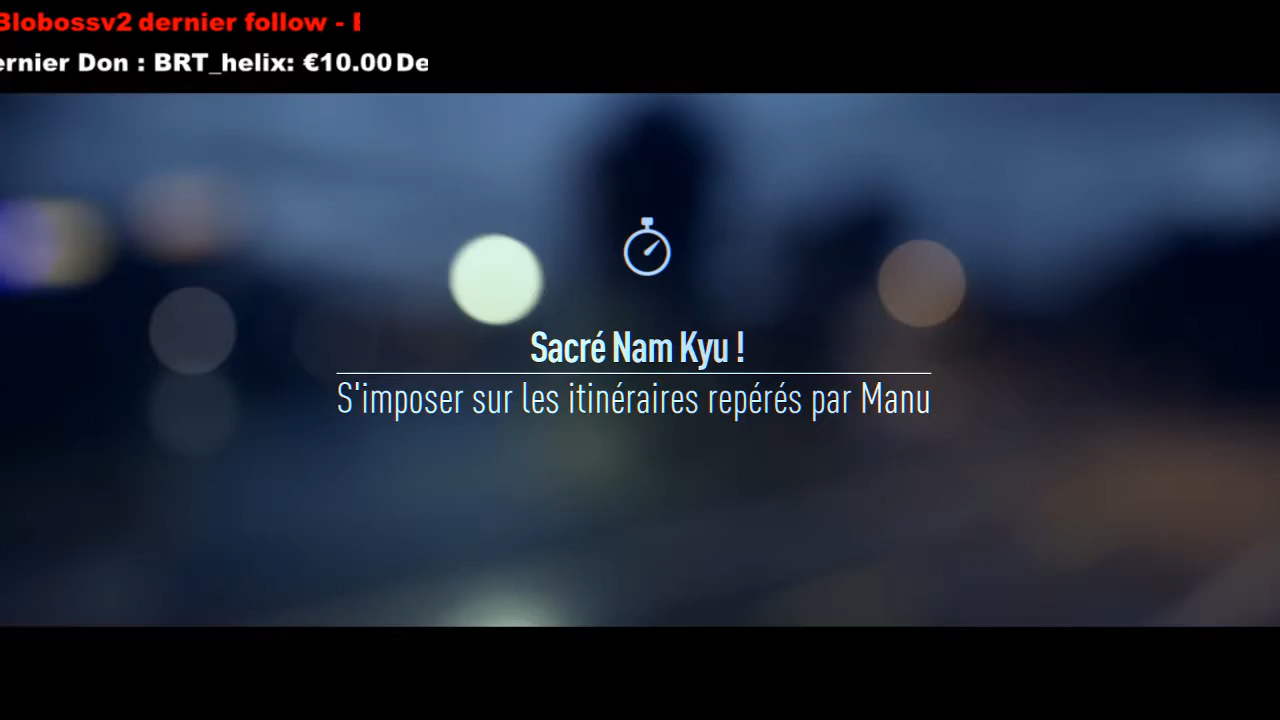 Blobossv2 dernier follow -
ernier Don : BRT_helix: €10.00 De
Sacré Nam Kyu !
S'imposer sur les itinéraires repérés par Manu